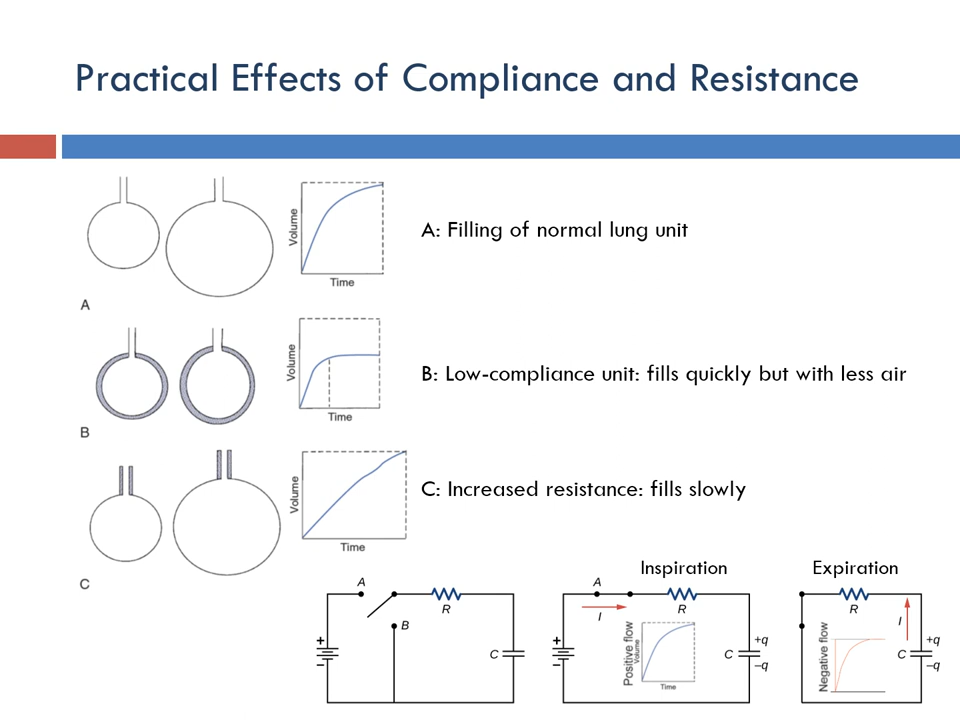 Practical Effects of Compliance and Resistance
Volume
Time
A
A: Filling of normal lung unit
Volume
Time
B
B: Low-compliance unit: fills quickly but with less air
Volume
Time
C
C: Increased resistance: fills slowly
A
R
B
+
–
C
Inspiration
A
I
R
+
–
C
+q
–q
Positive flow
Volume
Time
Expiration
R
I
C
+q
–q
Negative flow